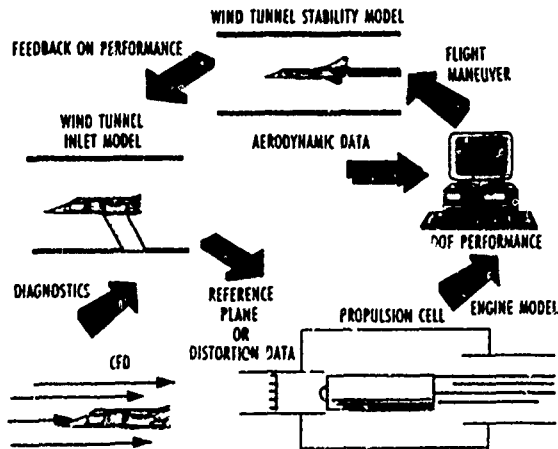 WIND TUNNEL STABILITY MODEL
FEEDBACK ON PERFORMANCE
FLIGHT
MANEUVER
WIND TUNNEL
INLET MODEL
AERODYNAMIC DATA
DOF PERFORMANCE
DIAGNOSTICS
REFERENCE
PLANE
OR
DISTORTION DATA
PROPULSION CELL
ENGINE MODEL
CFD